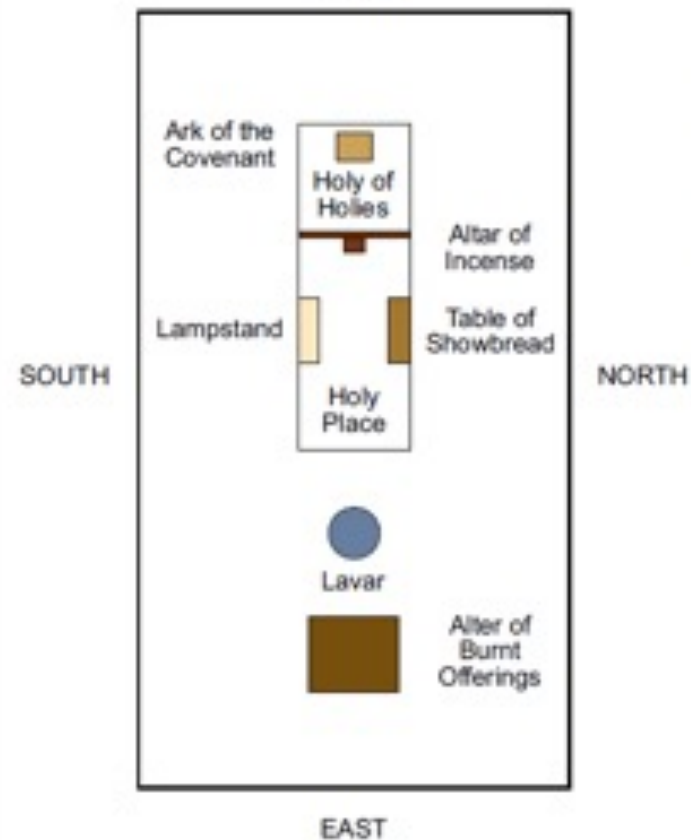 Ark of the
Covenant
Holy of
Holies
Altar of
Incense
Lampstand
Table of
Showbread
SOUTH
NORTH
Holy
Place
Lavar
Alter of
Burnt
Offerings
EAST